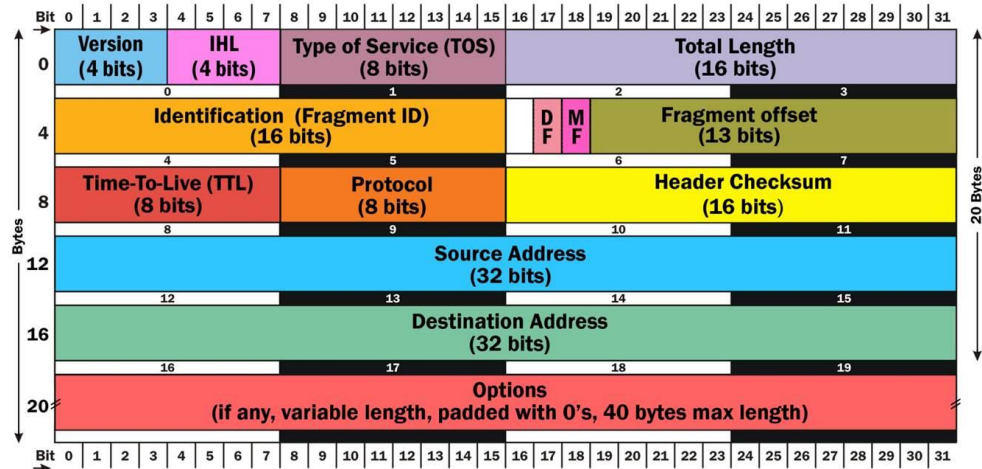 Bit 0 1 2 3 4 5 6 7 8 9 10 11 12 13 14 15 16 17 18 19 20 21 22 23 24 25 26 27 28 29 30 31
0 Version IHL Type of Service (TOS) Total Length
(4 bits) (4 bits) (8 bits) (16 bits)
0 1 2 3
4 Identification (Fragment ID) D M Fragment offset
(16 bits) F F (13 bits)
4 5 6 7
8 Time-To-Live (TTL) Protocol Header Checksum
(8 bits) (8 bits) (16 bits)
8 9 10 11
12 Source Address
(32 bits)
12 13 14 15
16 Destination Address
(32 bits)
16 17 18 19
20 Options
(if any, variable length, padded with 0's, 40 bytes max length)
Bit 0 1 2 3 4 5 6 7 8 9 10 11 12 13 14 15 16 17 18 19 20 21 22 23 24 25 26 27 28 29 30 31
Bytes
20 Bytes